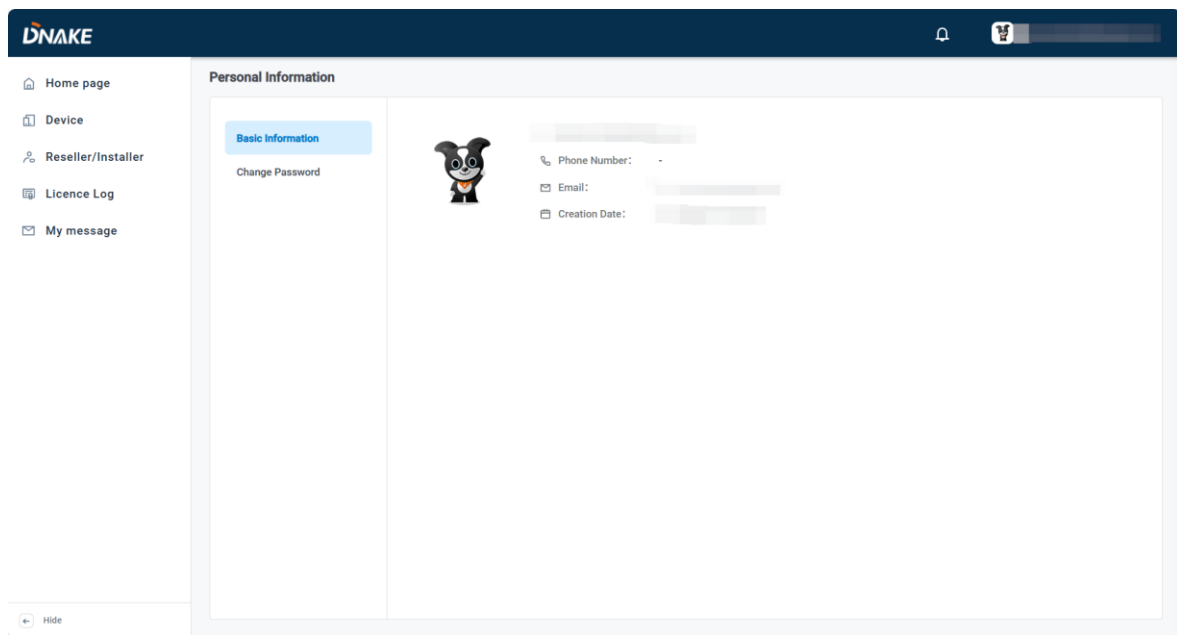 DNAKE
Home page
Device
Reseller/Installer
Licence Log
My message
Hide
Personal Information
Basic Information
Change Password
Phone Number: -
Email:
Creation Date: